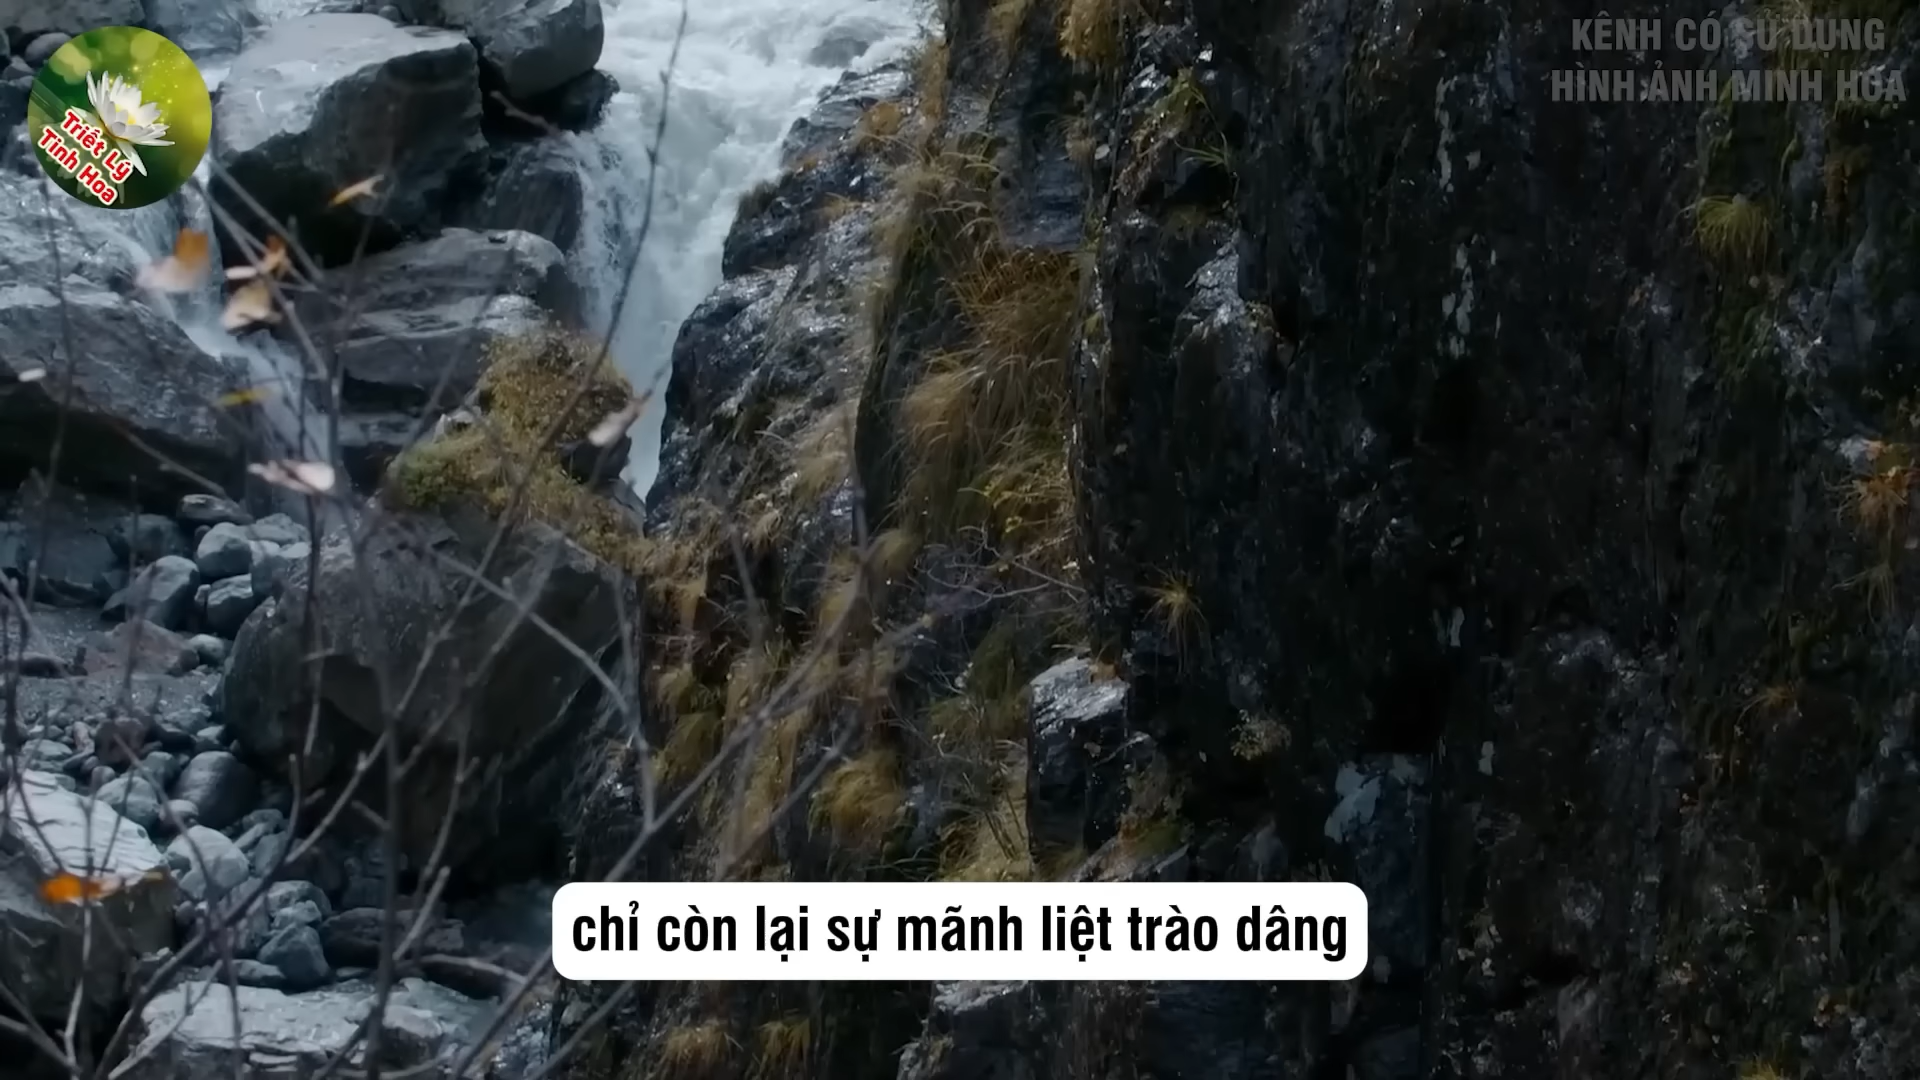 Triết Lý
Tinh Hoa
KÊNH CÓ SỬ DỤNG
HÌNH ẢNH MINH HỌA
chỉ còn lại sự mãnh liệt trào dâng